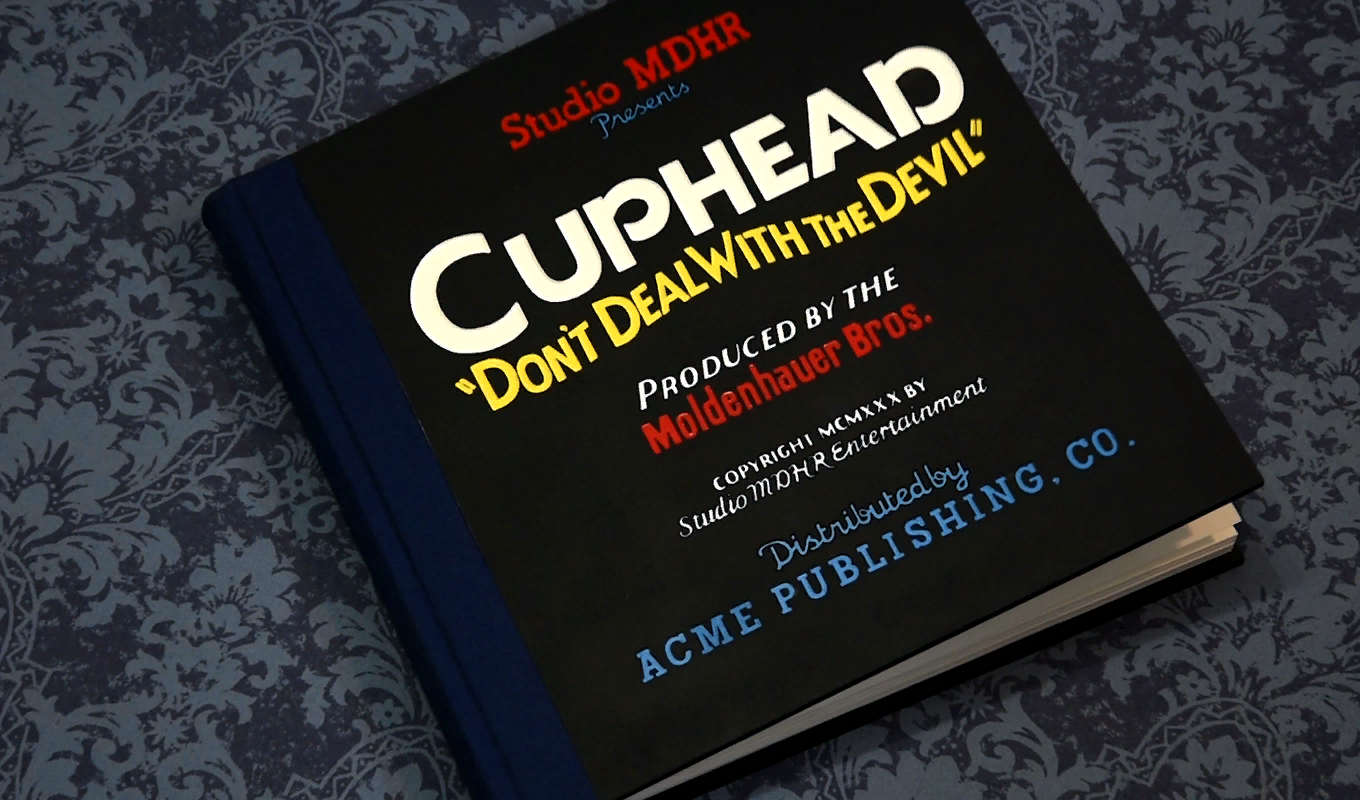 Studio MDHR
Presents
CUPHEAD
"DON'T DEAL WITH THE DEVIL"
PRODUCED BY THE
Moldenhauer Bros.
COPYRIGHT MCMXXX BY
Studio MDHR Entertainment
Distributed by
ACME PUBLISHING, CO.